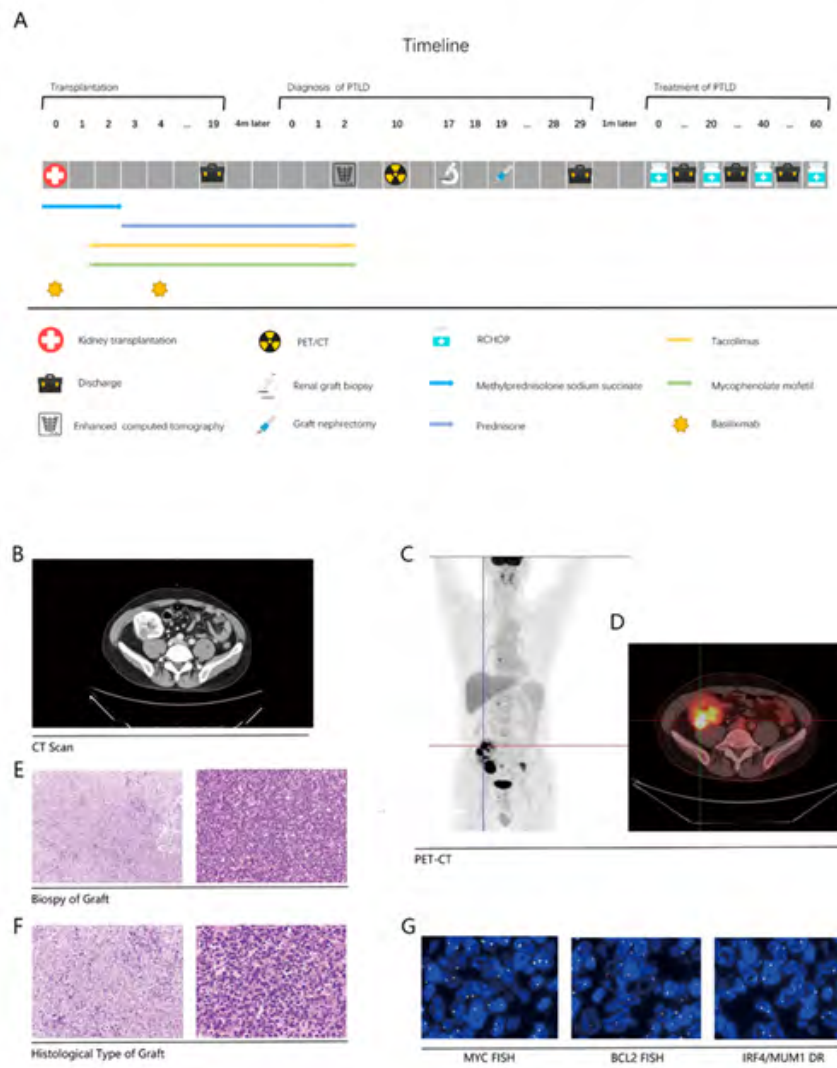 A
Timeline
Transplantation
Diagnosis of PTLD
Treatment of PTLD
0 1 2 3 4 ... 19 4m later 0 1 2 10 17 18 19 ... 28 29 1m later 0 ... 20 ... 40 ... 60
Kidney transplantation
PET/CT
RCHOP
Tacrolimus
Discharge
Renal graft biopsy
Methylprednisolone sodium succinate
Mycophenolate mofetil
Enhanced computed tomography
Graft nephrectomy
Prednisone
Basiliximab
B
CT Scan
C
D
PET-CT
E
Biospy of Graft
F
Histological Type of Graft
G
MYC FISH
BCL2 FISH
IRF4/MUM1 DR